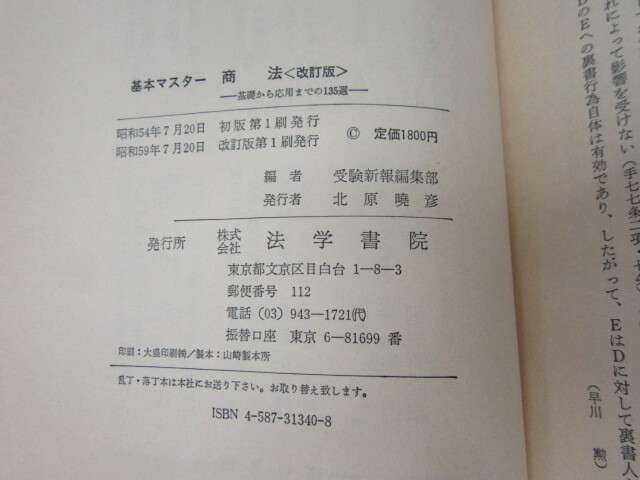 基本マスター 商 法<改訂版>
――基礎から応用までの135選――
昭和54年7月20日 初版第1刷発行
昭和59年7月20日 改訂版第1刷発行
© 定価1800円
編 者 受験新報編集部
発行者 北原暁彦
発行所 株式会社 法学書院
東京都文京区目白台 1−8−3
郵便番号 112
電話 (03) 943−1721(代)
振替口座 東京 6−81699 番
印刷：大盛印刷㈱／製本：山崎製本所
乱丁・落丁本は本社にお送り下さい。お取り替え致します。
ISBN 4-587-31340-8
れによって影響を受けない（手七七条二項・七
DのEへの裏書行為自体は有効であり、したがって、EはDに対して裏書人
（早川 勲）